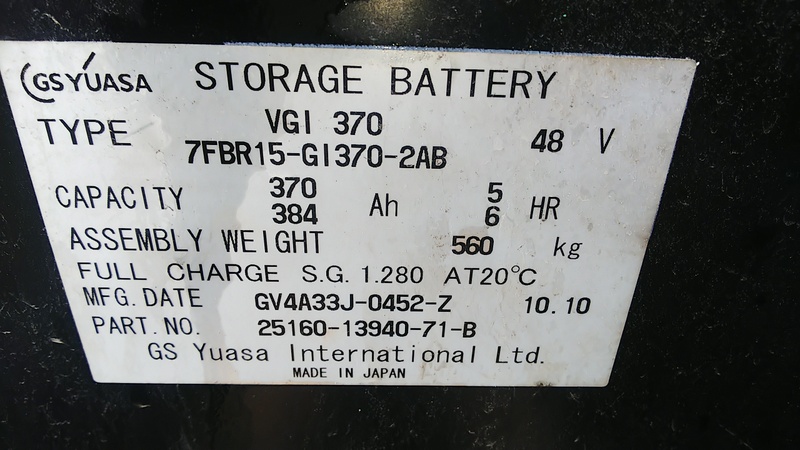 GS YUASA STORAGE BATTERY
TYPE VGI 370 48 V
7FBR15-GI370-2AB
CAPACITY 370 Ah 5 HR
384 6
ASSEMBLY WEIGHT 560 kg
FULL CHARGE S.G. 1.280 AT20°C
MFG. DATE GV4A33J-0452-Z 10.10
PART. NO. 25160-13940-71-B
GS Yuasa International Ltd.
MADE IN JAPAN